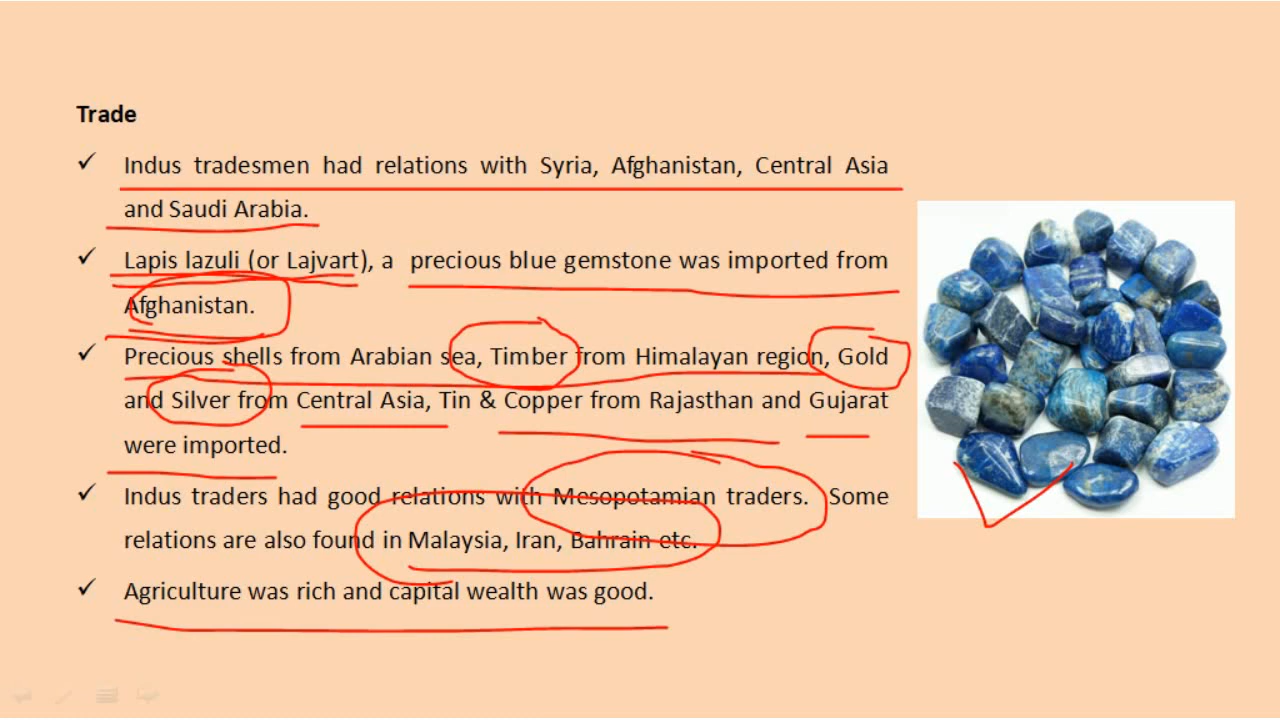 Trade
Indus tradesmen had relations with Syria, Afghanistan, Central Asia
and Saudi Arabia.
Lapis lazuli (or Lajvart), a precious blue gemstone was imported from
Afghanistan.
Precious shells from Arabian sea, Timber from Himalayan region, Gold
and Silver from Central Asia, Tin & Copper from Rajasthan and Gujarat
were imported.
Indus traders had good relations with Mesopotamian traders. Some
relations are also found in Malaysia, Iran, Bahrain etc.
Agriculture was rich and capital wealth was good.